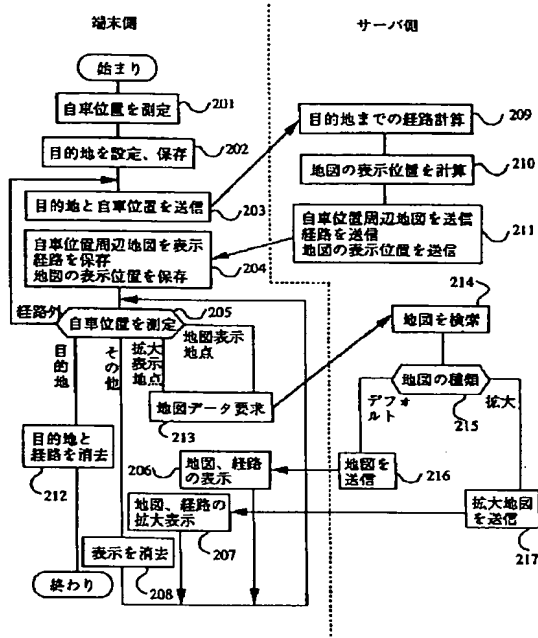 端末側
サーバ側
始まり
自車位置を測定
201
目的地を設定、保存
202
目的地と自車位置を送信
203
目的地までの経路計算
209
地図の表示位置を計算
210
自車位置周辺地図を送信
経路を送信
地図の表示位置を送信
211
自車位置周辺地図を表示
経路を保存
地図の表示位置を保存
204
経路外
自車位置を測定
205
目的地
その他
拡大
表示
地点
地図表示
地点
地図データ要求
213
214
地図を検索
地図の種類
215
デフォ
ルト
拡大
目的地と
経路を消去
212
206
地図、経路
の表示
地図を
送信
216
地図、経路の
拡大表示
207
拡大地図
を送信
217
表示を消去
208
終わり